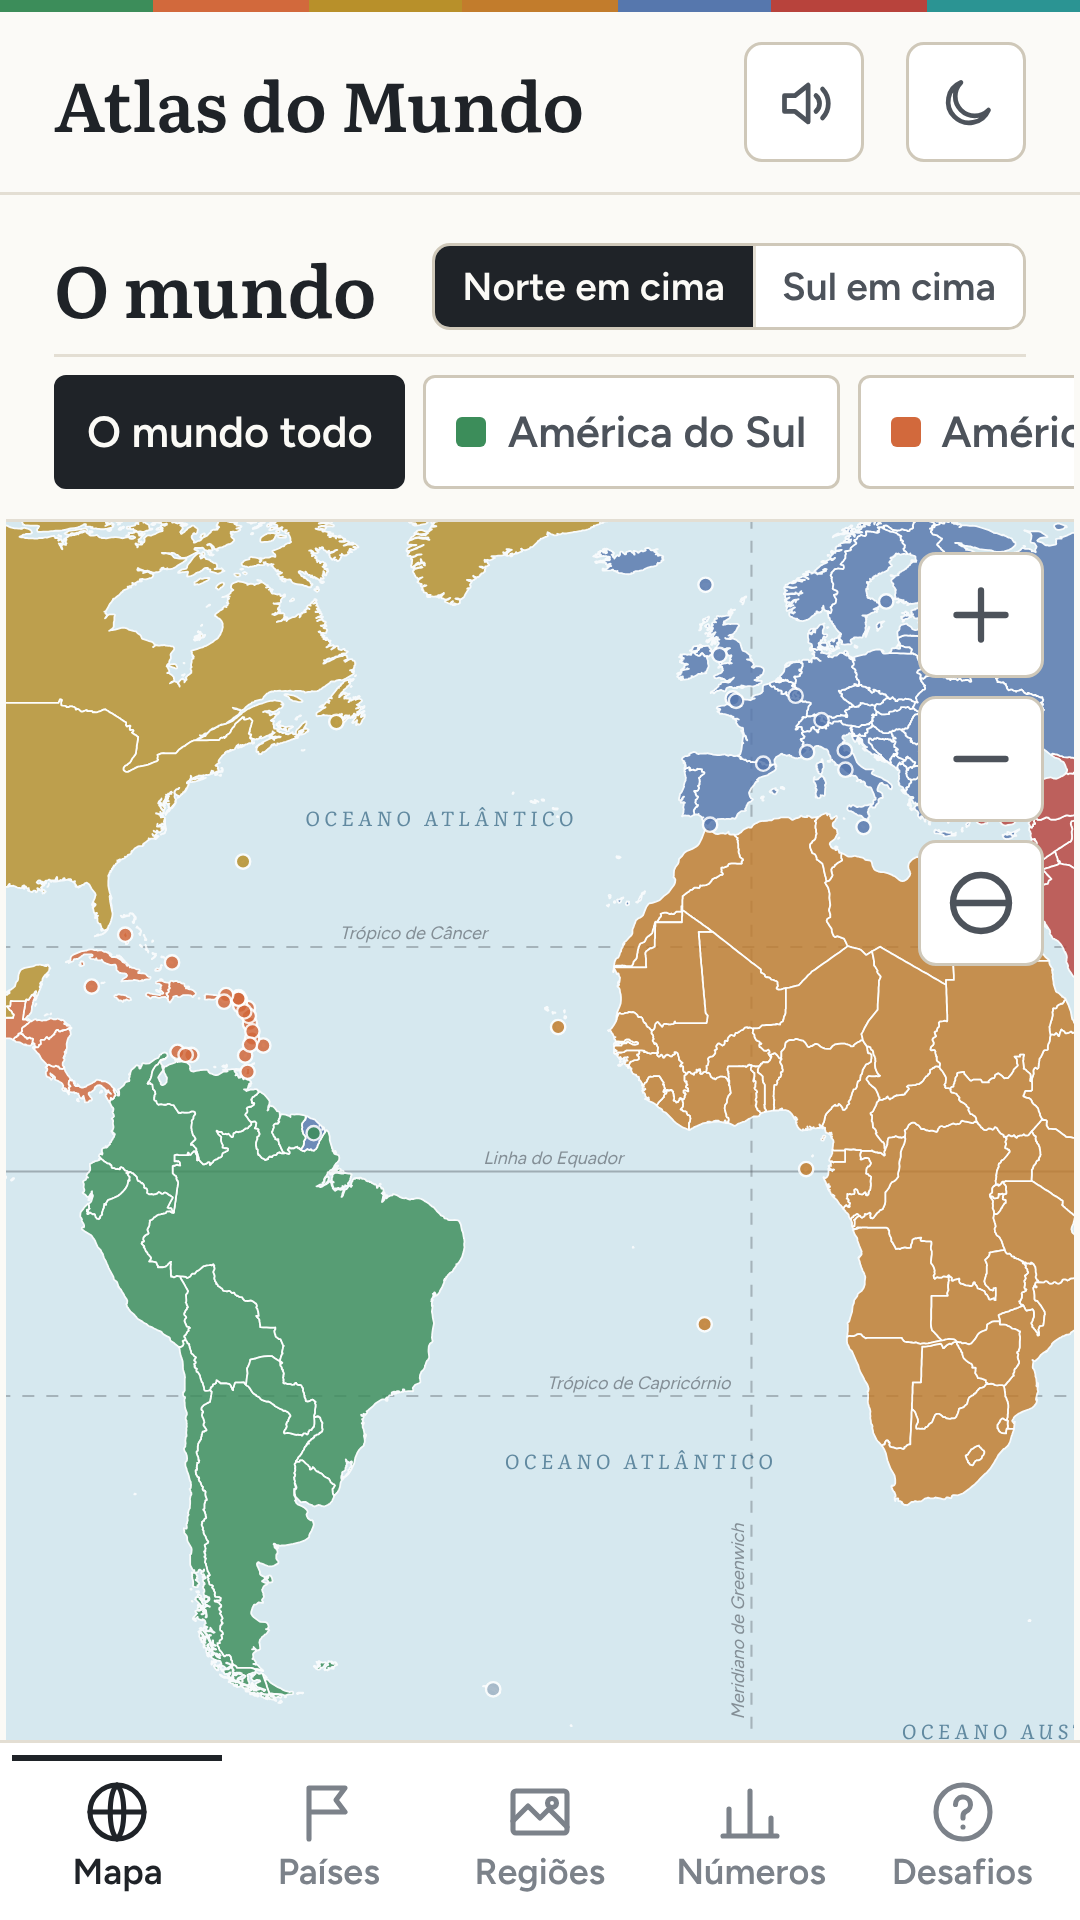 Atlas do Mundo
O mundo
Norte em cima
Sul em cima
O mundo todo
América do Sul
Améric
OCEANO ATLÂNTICO
Trópico de Câncer
Linha do Equador
Trópico de Capricórnio
OCEANO ATLÂNTICO
Meridiano de Greenwich
OCEANO AUS
Mapa
Países
Regiões
Números
Desafios